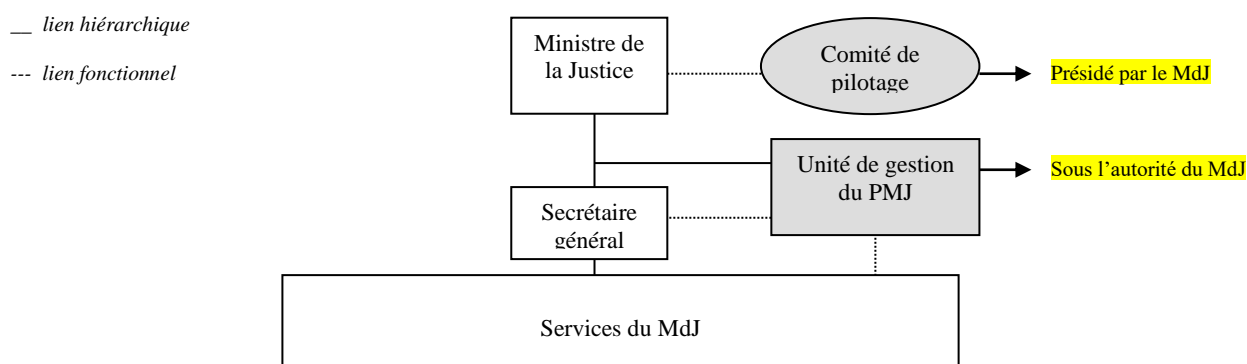 __ lien hiérarchique
--- lien fonctionnel
Ministre de
la Justice
Comité de
pilotage
Présidé par le MdJ
Unité de gestion
du PMJ
Sous l’autorité du MdJ
Secrétaire
général
Services du MdJ